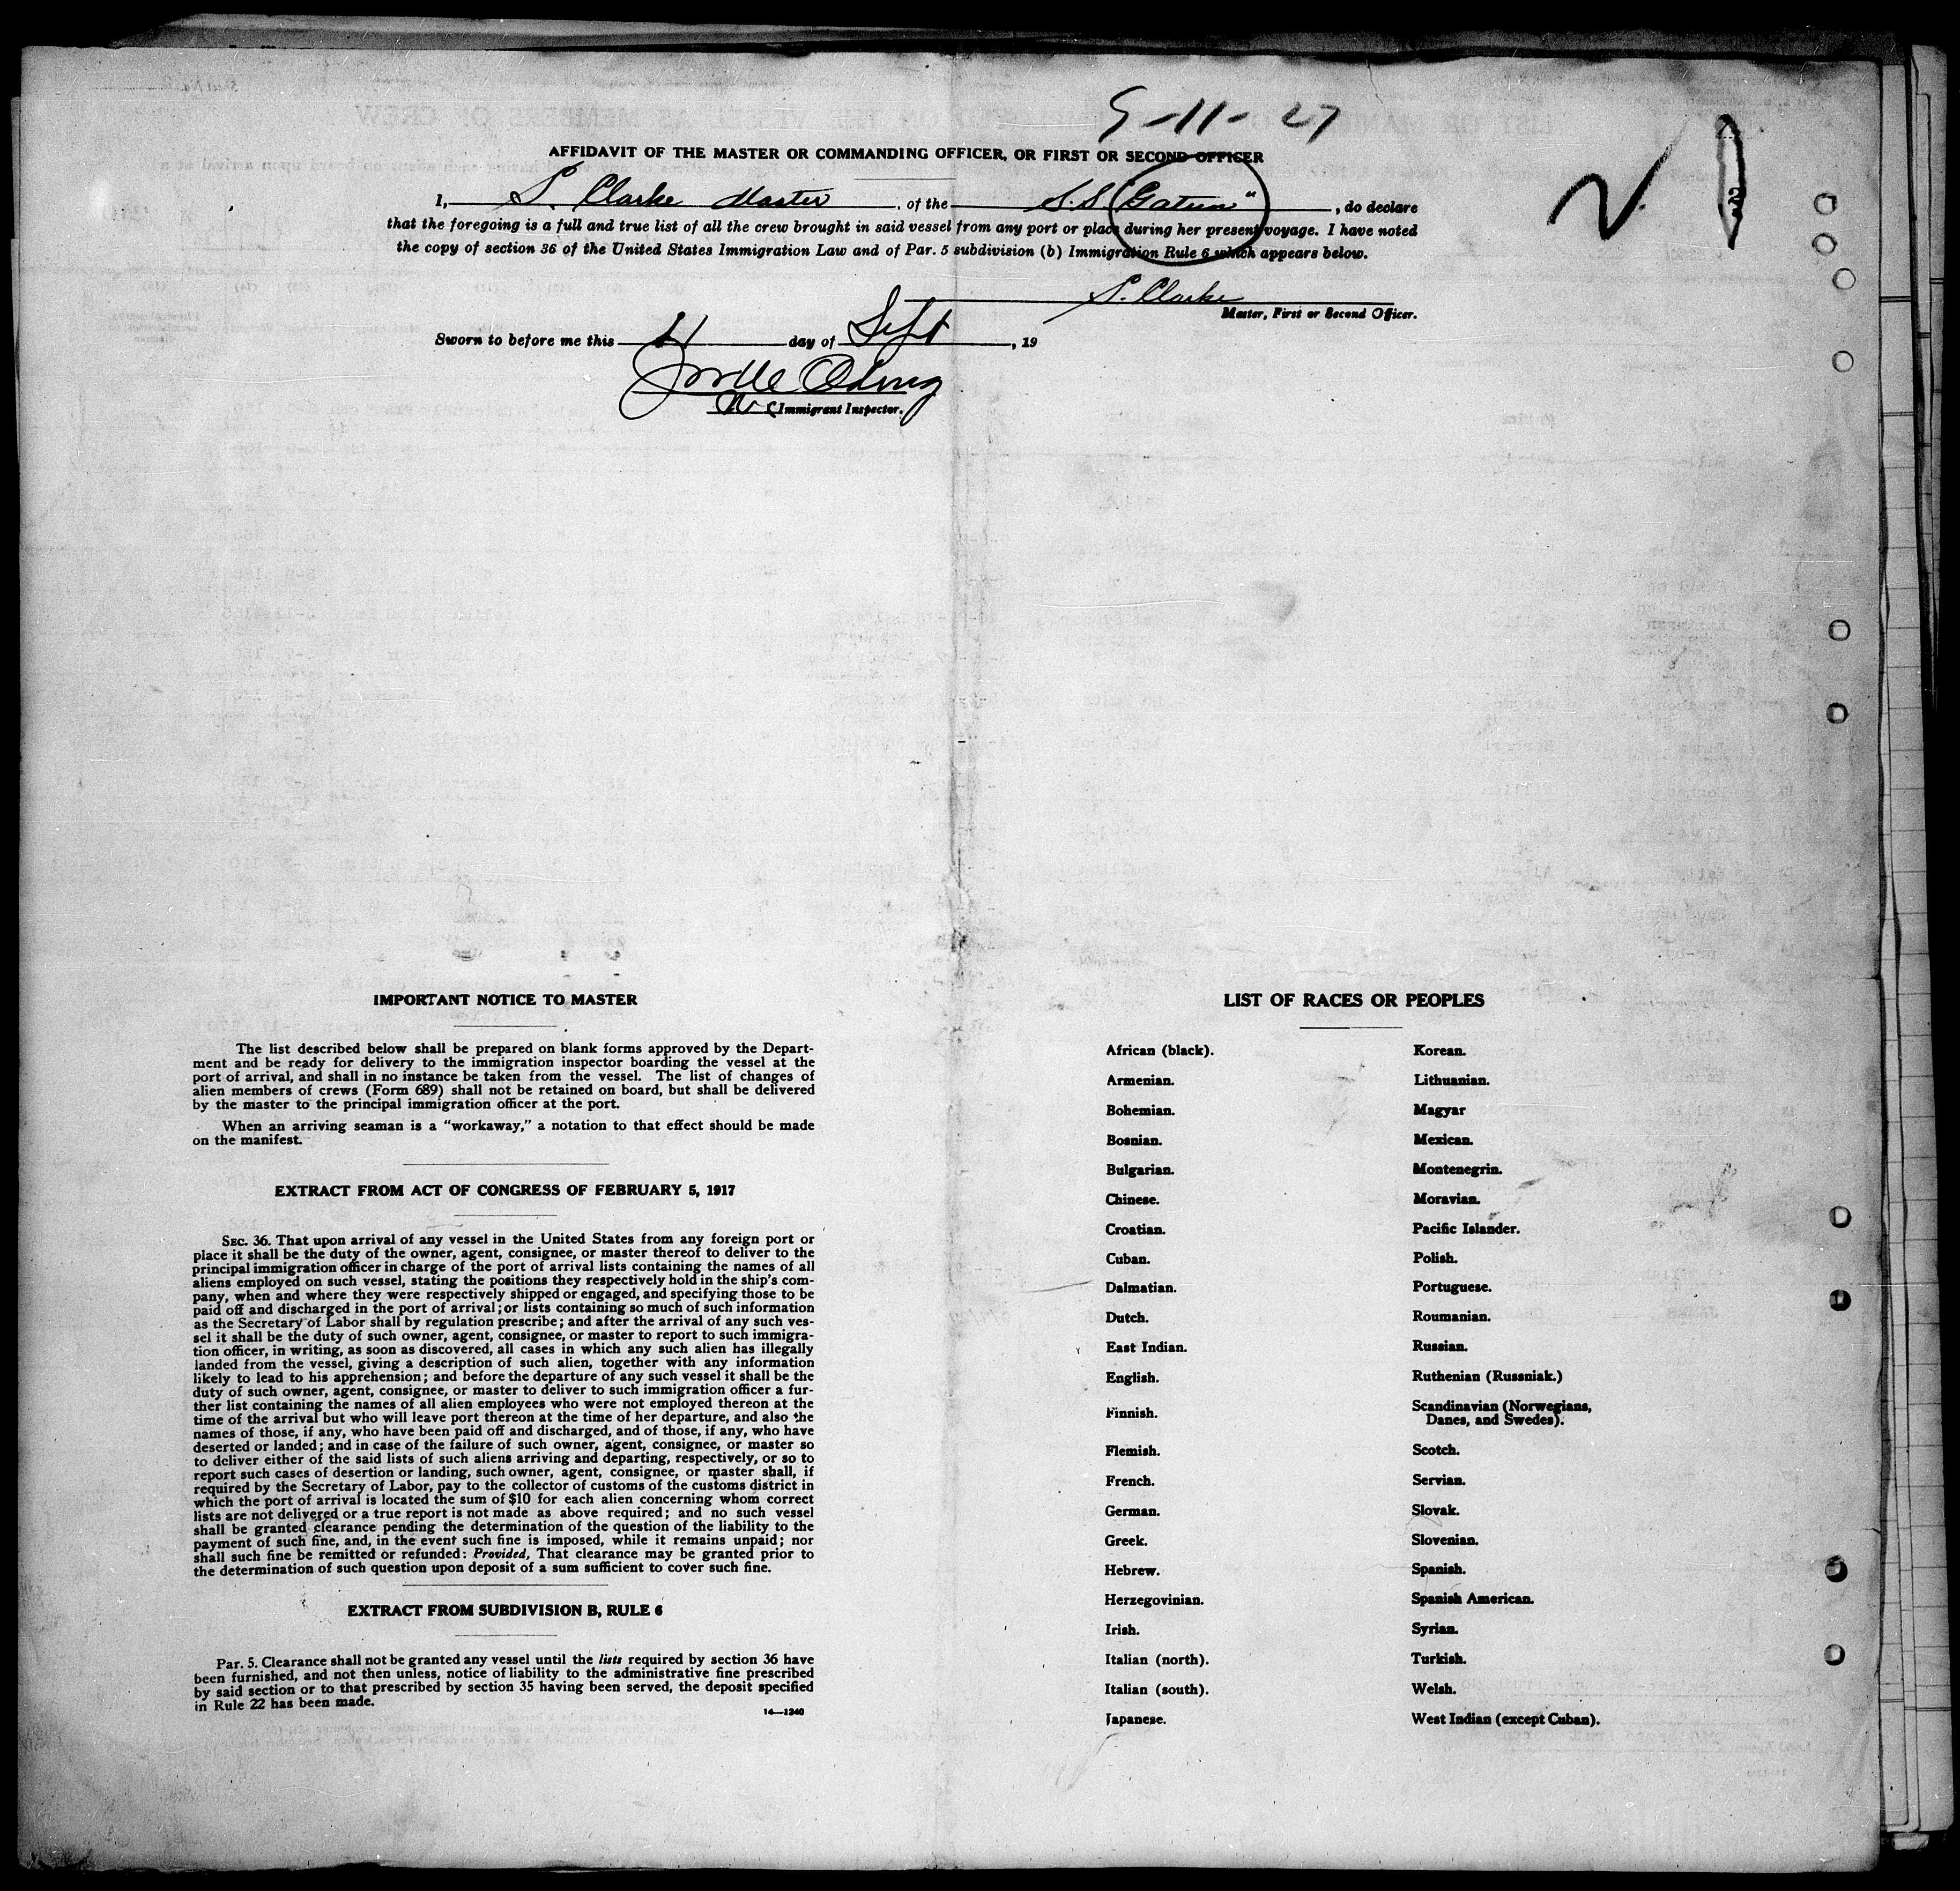 9-11-27
AFFIDAVIT OF THE MASTER OR COMMANDING OFFICER, OR FIRST OR SECOND OFFICER
I, S. Clarke Master, of the S.S. "Gatun", do declare
that the foregoing is a full and true list of all the crew brought in said vessel from any port or place during her present voyage. I have noted
the copy of section 36 of the United States Immigration Law and of Par. 5 subdivision (b) Immigration Rule 6 which appears below.
S. Clarke
Master, First or Second Officer.
Sworn to before me this 11 day of Sept, 19
Immigrant Inspector.
IMPORTANT NOTICE TO MASTER
The list described below shall be prepared on blank forms approved by the Depart-
ment and be ready for delivery to the immigration inspector boarding the vessel at the
port of arrival, and shall in no instance be taken from the vessel. The list of changes of
alien members of crews (Form 689) shall not be retained on board, but shall be delivered
by the master to the principal immigration officer at the port.
When an arriving seaman is a "workaway," a notation to that effect should be made
on the manifest.
EXTRACT FROM ACT OF CONGRESS OF FEBRUARY 5, 1917
SEC. 36. That upon arrival of any vessel in the United States from any foreign port or
place it shall be the duty of the owner, agent, consignee, or master thereof to deliver to the
principal immigration officer in charge of the port of arrival lists containing the names of all
aliens employed on such vessel, stating the positions they respectively hold in the ship's com-
pany, when and where they were respectively shipped or engaged, and specifying those to be
paid off and discharged in the port of arrival; or lists containing so much of such information
as the Secretary of Labor shall by regulation prescribe; and after the arrival of any such ves-
sel it shall be the duty of such owner, agent, consignee, or master to report to such immigra-
tion officer, in writing, as soon as discovered, all cases in which any such alien has illegally
landed from the vessel, giving a description of such alien, together with any information
likely to lead to his apprehension; and before the departure of any such vessel it shall be the
duty of such owner, agent, consignee, or master to deliver to such immigration officer a fur-
ther list containing the names of all alien employees who were not employed thereon at the
time of the arrival but who will leave port thereon at the time of her departure, and also the
names of those, if any, who have been paid off and discharged, and of those, if any, who have
deserted or landed; and in case of the failure of such owner, agent, consignee, or master so
to deliver either of the said lists of such aliens arriving and departing, respectively, or so to
report such cases of desertion or landing, such owner, agent, consignee, or master shall, if
required by the Secretary of Labor, pay to the collector of customs of the customs district in
which the port of arrival is located the sum of $10 for each alien concerning whom correct
lists are not delivered or a true report is not made as above required; and no such vessel
shall be granted clearance pending the determination of the question of the liability to the
payment of such fine, and, in the event such fine is imposed, while it remains unpaid; nor
shall such fine be remitted or refunded: Provided, That clearance may be granted prior to
the determination of such question upon deposit of a sum sufficient to cover such fine.
EXTRACT FROM SUBDIVISION B, RULE 6
Par. 5. Clearance shall not be granted any vessel until the lists required by section 36 have
been furnished, and not then unless, notice of liability to the administrative fine prescribed
by said section or to that prescribed by section 35 having been served, the deposit specified
in Rule 22 has been made.
14—1240
LIST OF RACES OR PEOPLES
African (black).
Armenian.
Bohemian.
Bosnian.
Bulgarian.
Chinese.
Croatian.
Cuban.
Dalmatian.
Dutch.
East Indian.
English.
Finnish.
Flemish.
French.
German.
Greek.
Hebrew.
Herzegovinian.
Irish.
Italian (north).
Italian (south).
Japanese.
Korean.
Lithuanian.
Magyar
Mexican.
Montenegrin.
Moravian.
Pacific Islander.
Polish.
Portuguese.
Roumanian.
Russian.
Ruthenian (Russniak.)
Scandinavian (Norwegians,
Danes, and Swedes).
Scotch.
Servian.
Slovak.
Slovenian.
Spanish.
Spanish American.
Syrian.
Turkish.
Welsh.
West Indian (except Cuban).